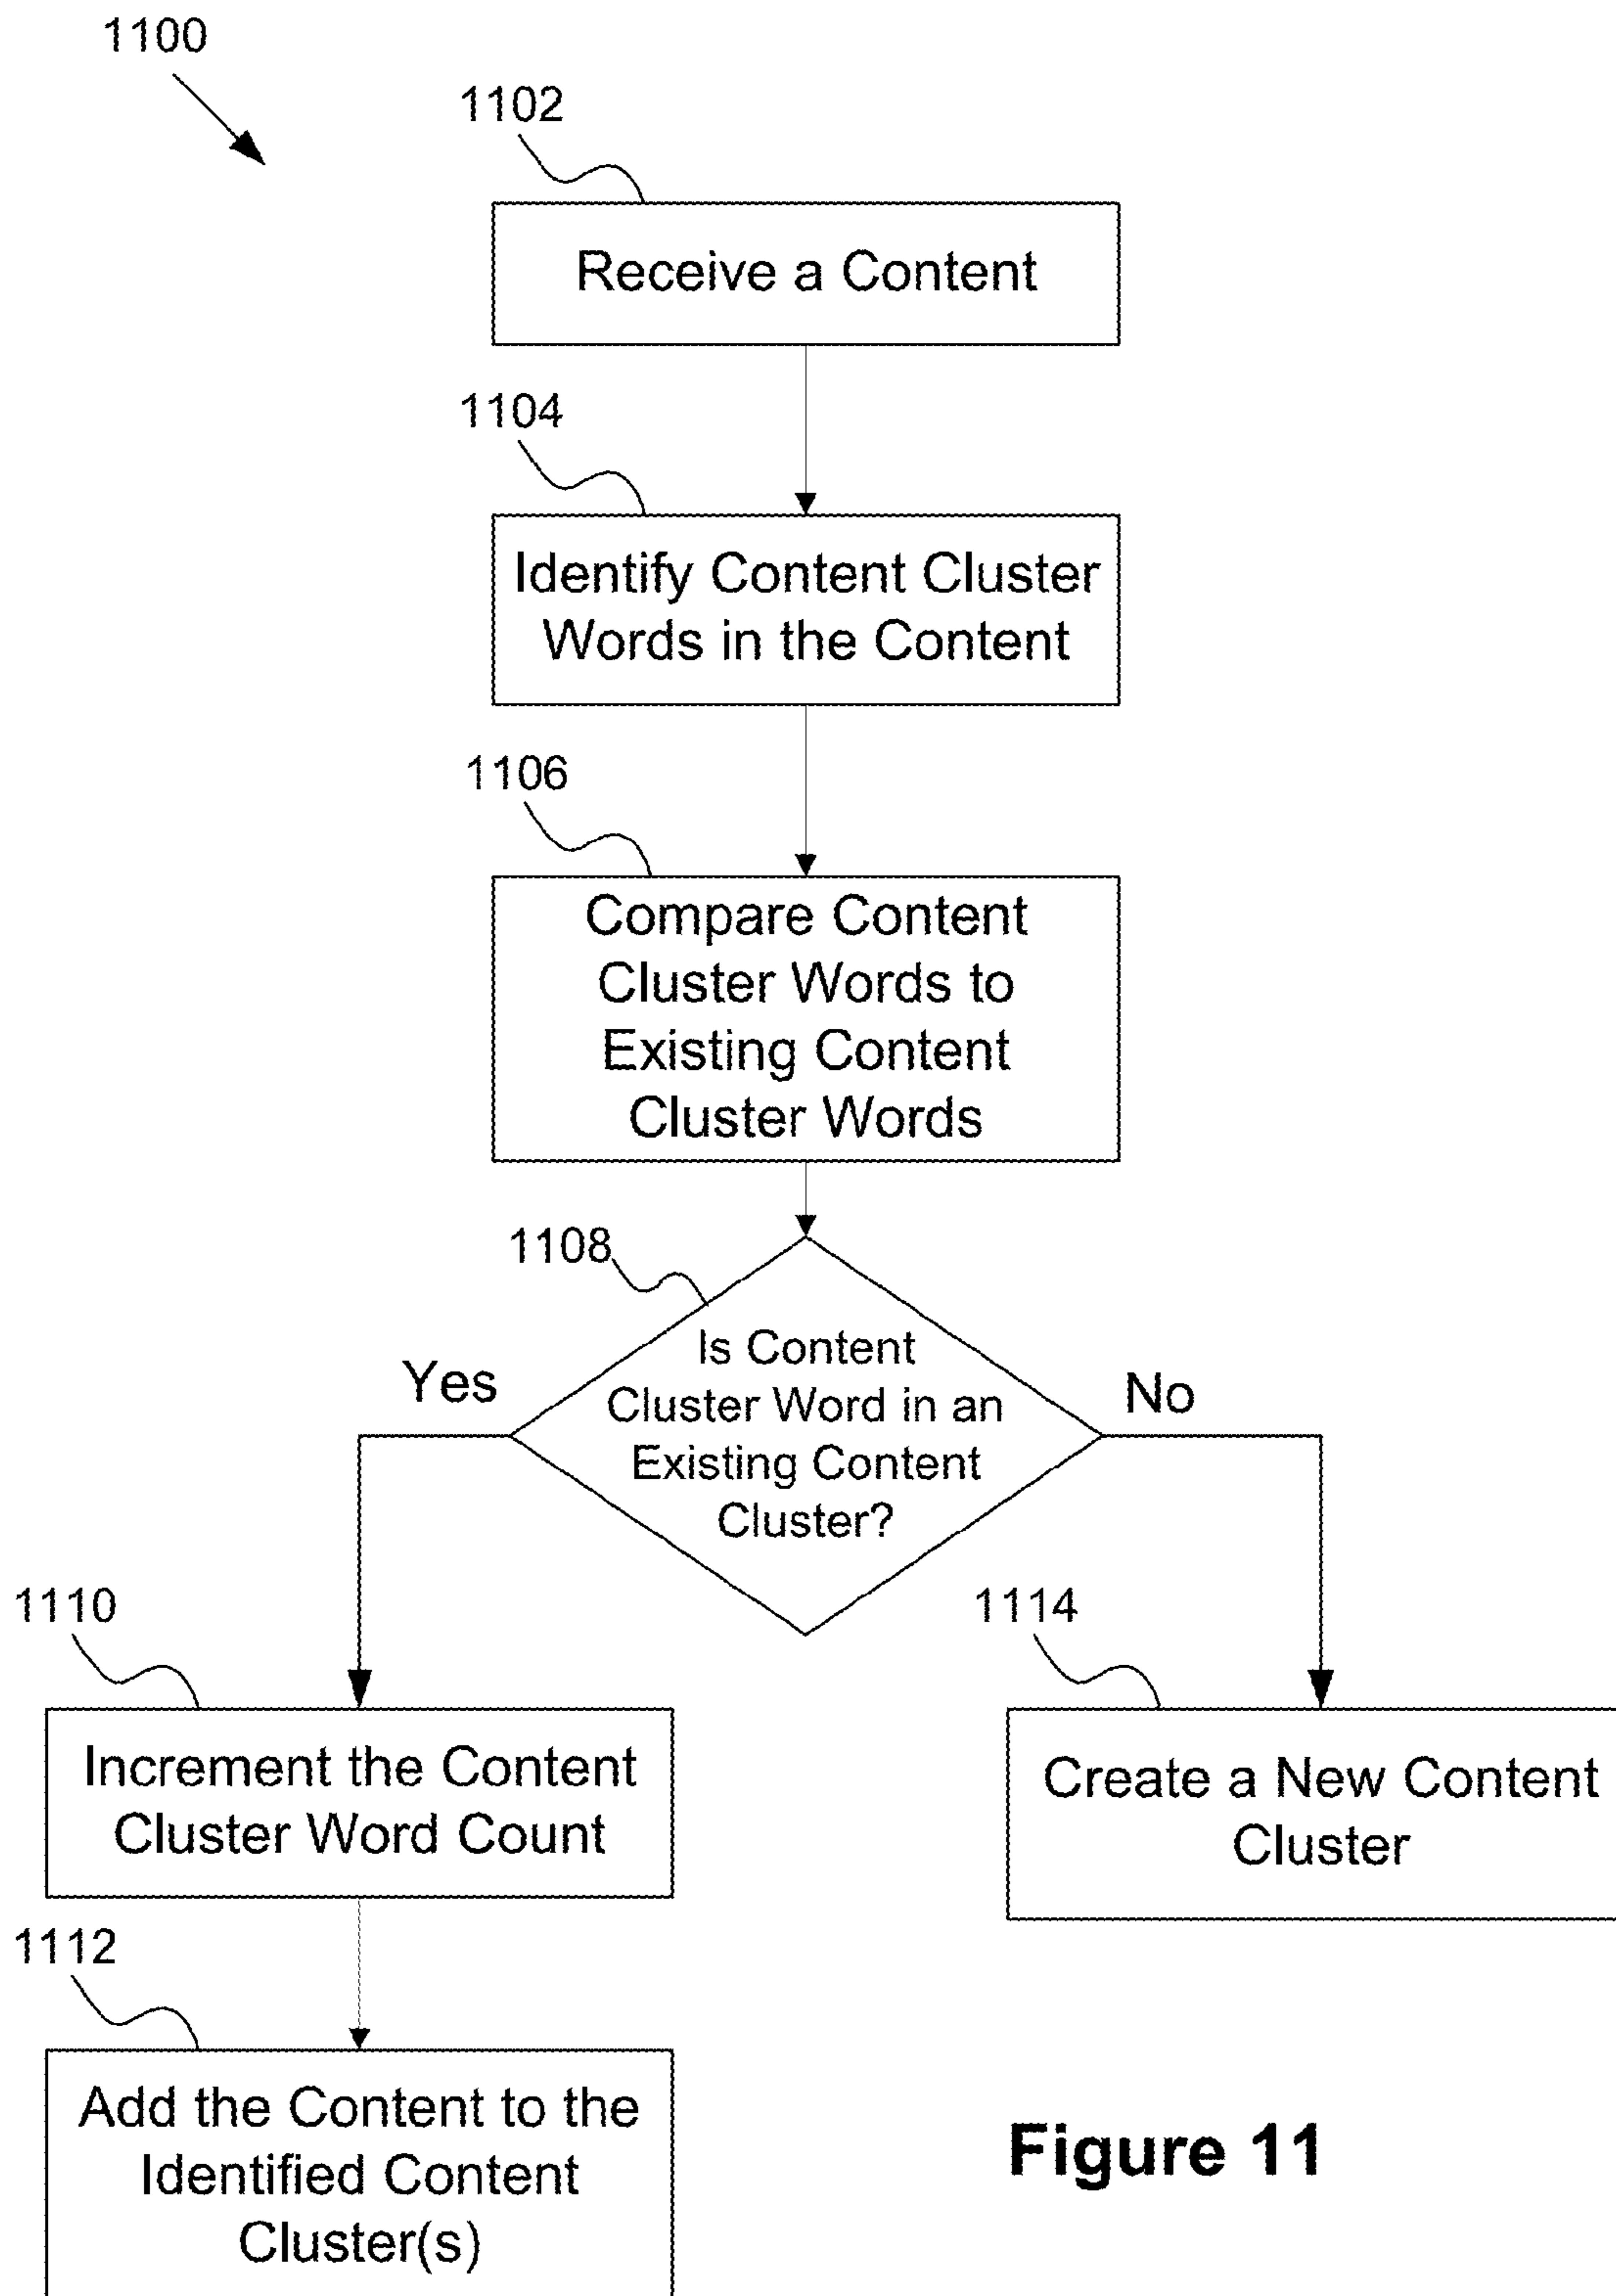 1100
1102
Receive a Content
1104
Identify Content Cluster
Words in the Content
1106
Compare Content
Cluster Words to
Existing Content
Cluster Words
1108
Is Content
Cluster Word in an
Existing Content
Cluster?
Yes
No
1110
Increment the Content
Cluster Word Count
1114
Create a New Content
Cluster
1112
Add the Content to the
Identified Content
Cluster(s)
Figure 11